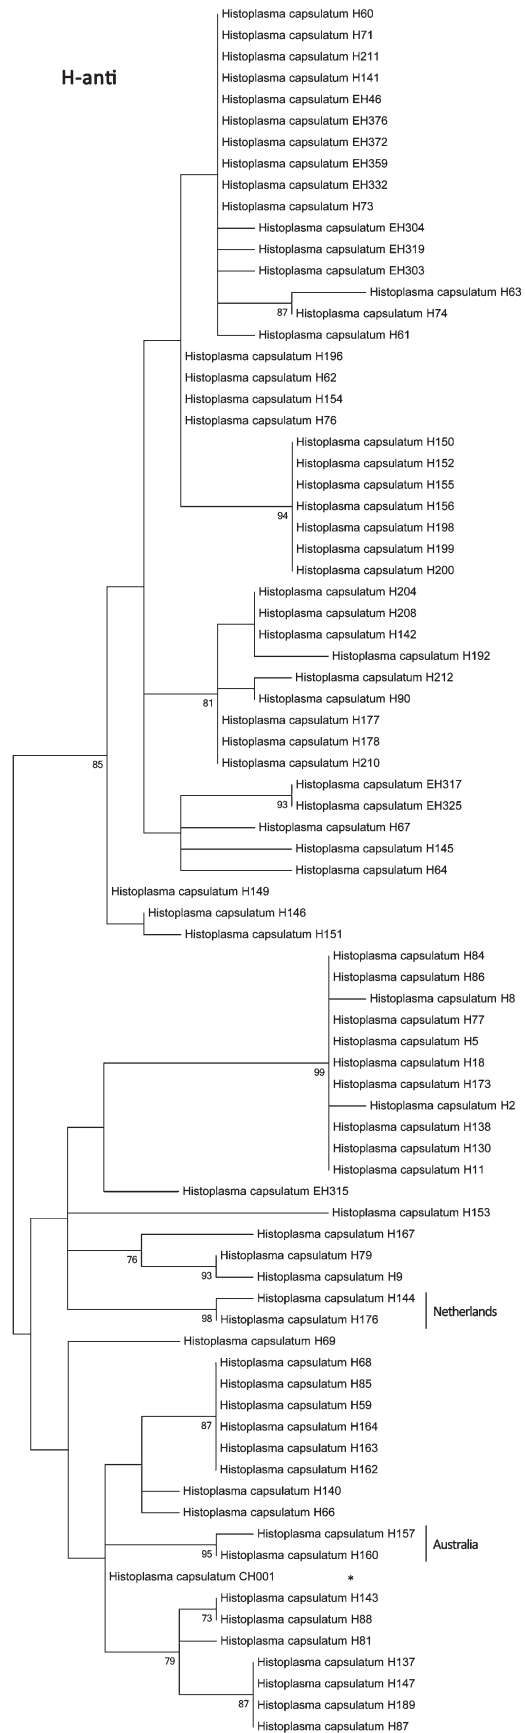 Histoplasma capsulatum H60
Histoplasma capsulatum H71
Histoplasma capsulatum H211
H-anti
Histoplasma capsulatum H141
Histoplasma capsulatum EH46
Histoplasma capsulatum EH376
Histoplasma capsulatum EH372
Histoplasma capsulatum EH359
Histoplasma capsulatum EH332
Histoplasma capsulatum H73
Histoplasma capsulatum EH304
Histoplasma capsulatum EH319
Histoplasma capsulatum EH303
Histoplasma capsulatum H63
87
Histoplasma capsulatum H74
Histoplasma capsulatum H61
Histoplasma capsulatum H196
Histoplasma capsulatum H62
Histoplasma capsulatum H154
Histoplasma capsulatum H76
Histoplasma capsulatum H150
Histoplasma capsulatum H152
Histoplasma capsulatum H155
Histoplasma capsulatum H156
94
Histoplasma capsulatum H198
Histoplasma capsulatum H199
Histoplasma capsulatum H200
Histoplasma capsulatum H204
Histoplasma capsulatum H208
Histoplasma capsulatum H142
Histoplasma capsulatum H192
Histoplasma capsulatum H212
81
Histoplasma capsulatum H90
Histoplasma capsulatum H177
Histoplasma capsulatum H178
Histoplasma capsulatum H210
85
Histoplasma capsulatum EH317
93
Histoplasma capsulatum EH325
Histoplasma capsulatum H67
Histoplasma capsulatum H145
Histoplasma capsulatum H64
Histoplasma capsulatum H149
Histoplasma capsulatum H146
Histoplasma capsulatum H151
Histoplasma capsulatum H84
Histoplasma capsulatum H86
Histoplasma capsulatum H8
Histoplasma capsulatum H77
Histoplasma capsulatum H5
Histoplasma capsulatum H18
99
Histoplasma capsulatum H173
Histoplasma capsulatum H2
Histoplasma capsulatum H138
Histoplasma capsulatum H130
Histoplasma capsulatum H11
Histoplasma capsulatum EH315
Histoplasma capsulatum H153
Histoplasma capsulatum H167
76
Histoplasma capsulatum H79
93
Histoplasma capsulatum H9
Histoplasma capsulatum H144
Netherlands
98
Histoplasma capsulatum H176
Histoplasma capsulatum H69
Histoplasma capsulatum H68
Histoplasma capsulatum H85
Histoplasma capsulatum H59
87
Histoplasma capsulatum H164
Histoplasma capsulatum H163
Histoplasma capsulatum H162
Histoplasma capsulatum H140
Histoplasma capsulatum H66
Histoplasma capsulatum H157
Australia
95
Histoplasma capsulatum H160
Histoplasma capsulatum CH001 *
Histoplasma capsulatum H143
73
Histoplasma capsulatum H88
Histoplasma capsulatum H81
79
Histoplasma capsulatum H137
Histoplasma capsulatum H147
87
Histoplasma capsulatum H189
Histoplasma capsulatum H87